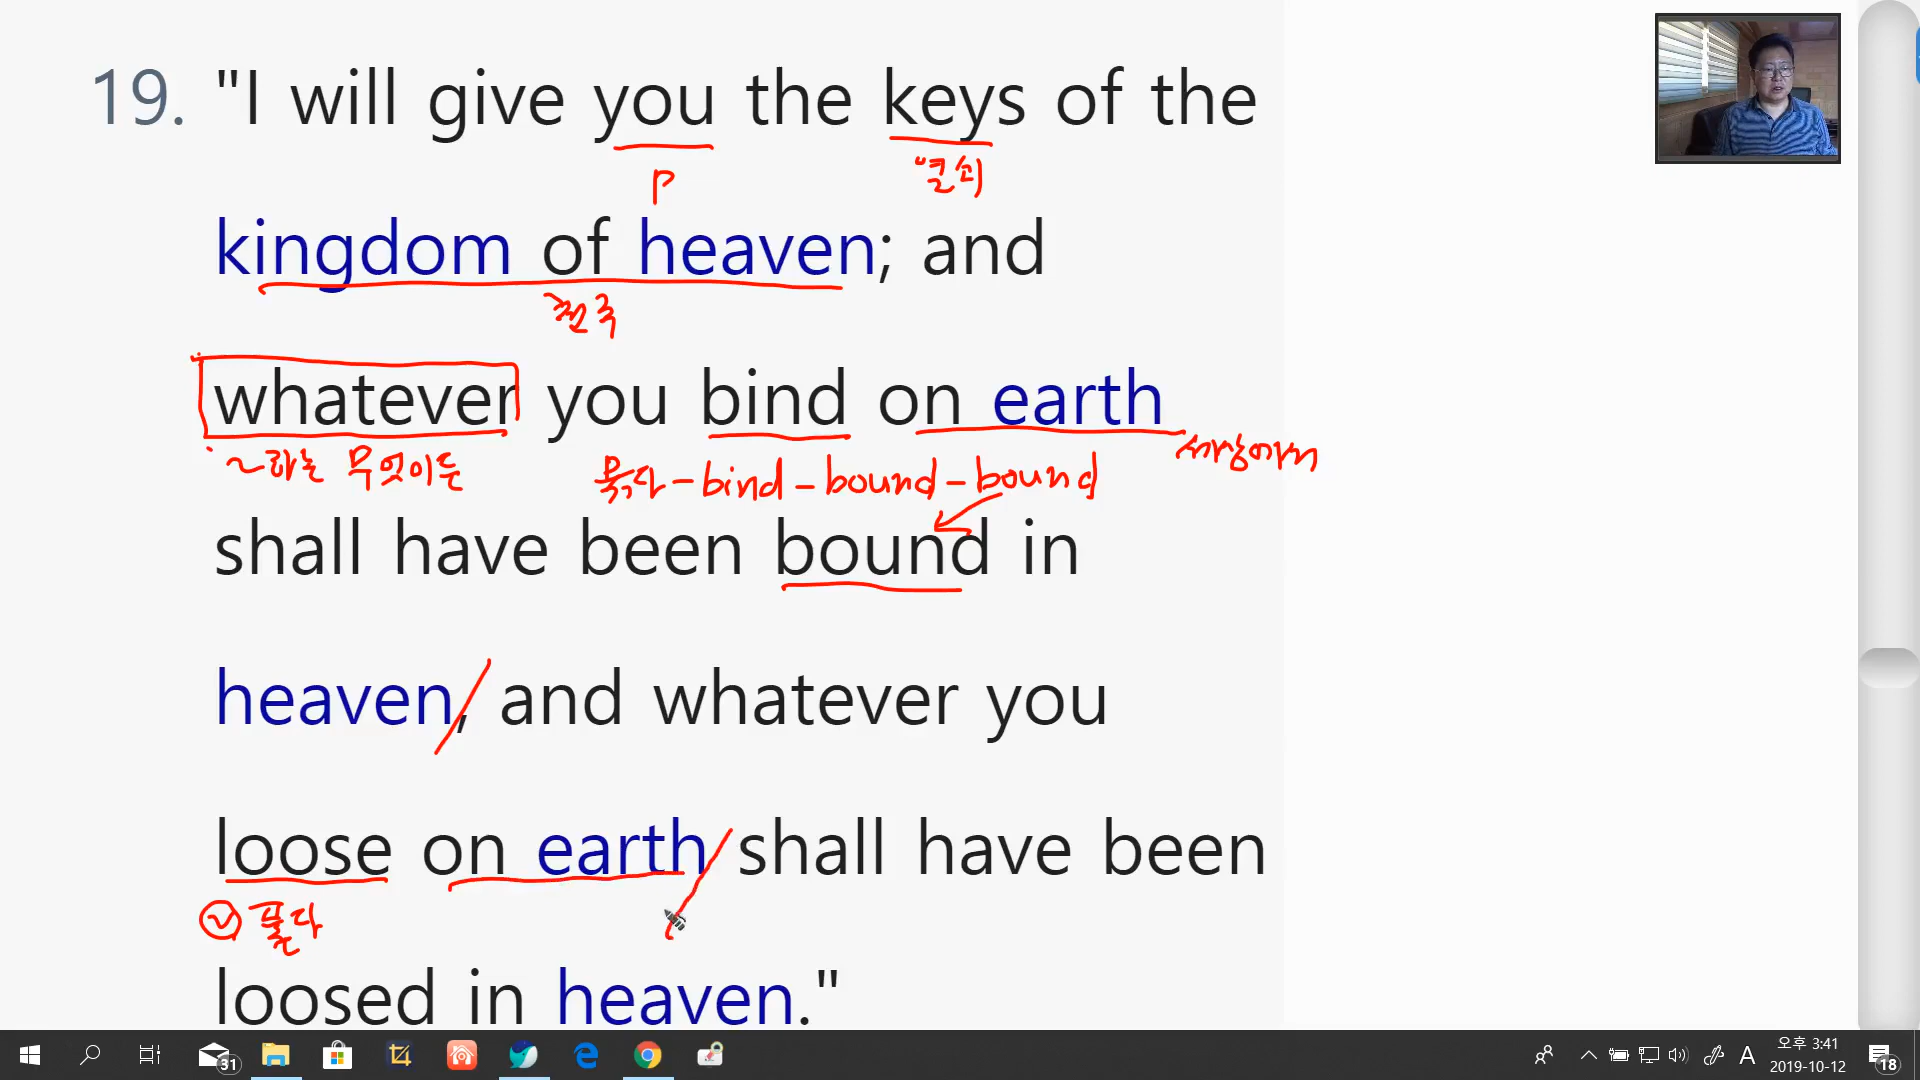 19. "I will give you the keys of the
P 열쇠
kingdom of heaven; and
천국
whatever you bind on earth
~라는 무엇이든 묶다-bind-bound-bound 세상에서
shall have been bound in
heaven, and whatever you
loose on earth shall have been
v 풀다
loosed in heaven."
31
A
오후 3:41
2019-10-12
18